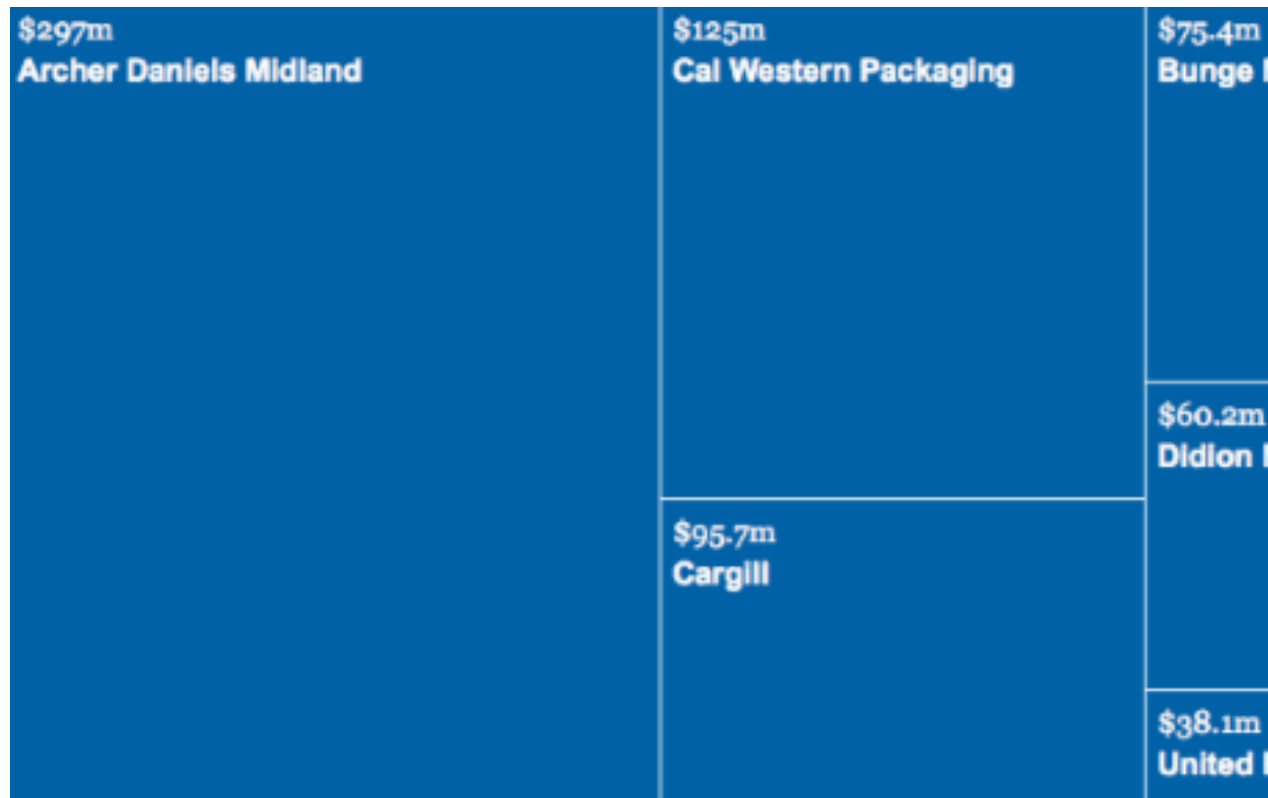 $297m
Archer Daniels Midland
$125m
Cal Western Packaging
$95.7m
Cargill
$75.4m
Bunge
$60.2m
Didion
$38.1m
United